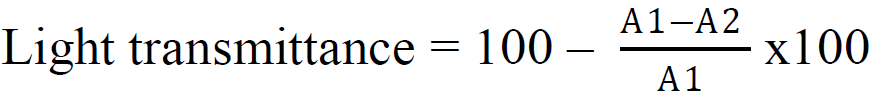 Light transmittance = 100 – A1−A2/A1 x100